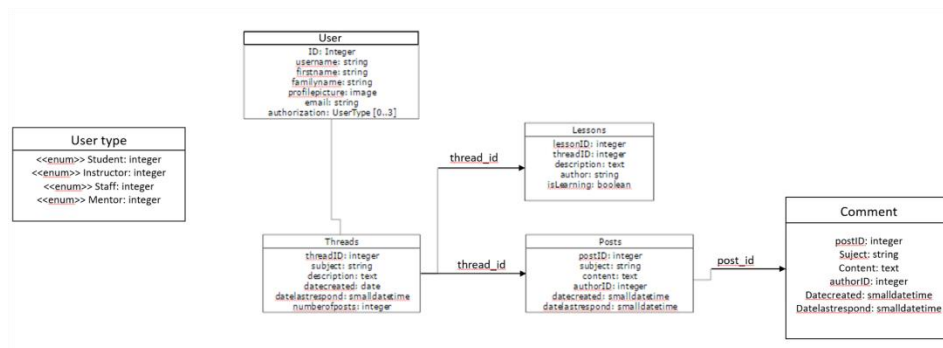 User
ID: Integer
username: string
firstname: string
familyname: string
profilepicture: image
email: string
authorization: UserType [0..3]
User type
<<enum>> Student: integer
<<enum>> Instructor: integer
<<enum>> Staff: integer
<<enum>> Mentor: integer
thread_id
Lessons
lessonID: integer
threadID: integer
description: text
author: string
isLearning: boolean
Threads
threadID: integer
subject: string
description: text
datecreated: date
datelastrespond: smalldatetime
numberofposts: integer
thread_id
Posts
postID: integer
subject: string
content: text
authorID: integer
datecreated: smalldatetime
datelastrespond: smalldatetime
post_id
Comment
postID: integer
Suject: string
Content: text
authorID: integer
Datecreated: smalldatetime
Datelastrespond: smalldatetime